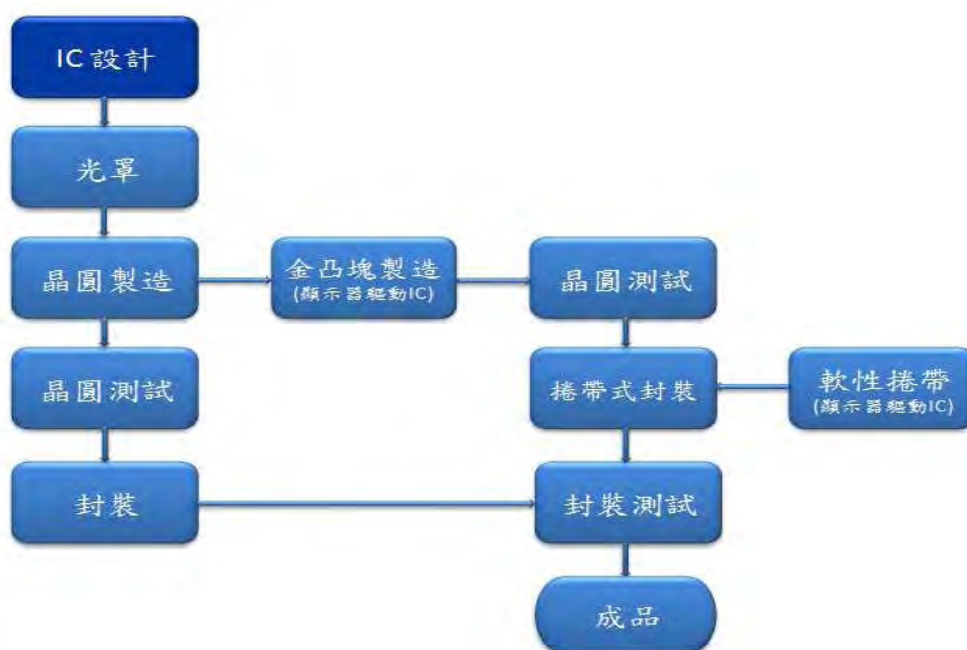 IC 設計
光罩
晶圓製造
金凸塊製造
(顯示器驅動IC)
晶圓測試
晶圓測試
捲帶式封裝
軟性捲帶
(顯示器驅動IC)
封裝
封裝測試
成品